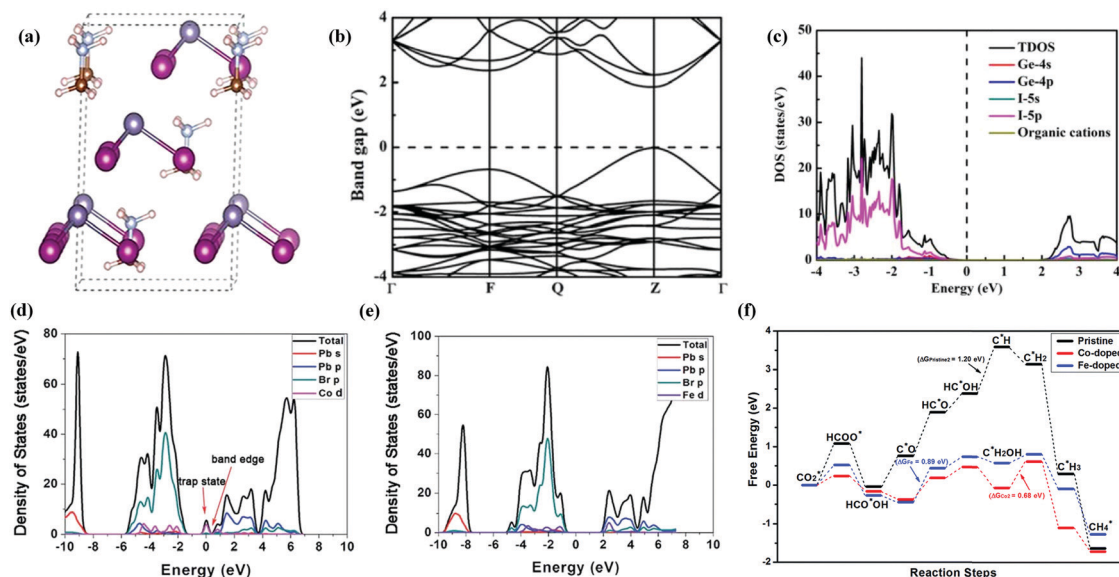 (a)
(b)
4
2
0
-2
-4
Band gap (eV)
Γ
F
Q
Z
Γ
(c)
50
40
30
20
10
0
DOS (states/eV)
TDOS
Ge-4s
Ge-4p
I-5s
I-5p
Organic cations
-4 -3 -2 -1 0 1 2 3 4
Energy (eV)
(d)
80
60
40
20
0
Density of States (states/eV)
Total
Pb s
Pb p
Br p
Co d
trap state
band edge
-10 -8 -6 -4 -2 0 2 4 6 8 10
Energy (eV)
(e)
100
80
60
40
20
0
Density of States (states/eV)
Total
Pb s
Pb p
Br p
Fe d
-10 -8 -6 -4 -2 0 2 4 6 8 10
Energy (eV)
(f)
4
3
2
1
0
-1
-2
Free Energy (eV)
Pristine
Co-doped
Fe-doped
CO₂*
HCOO*
HCO*OH
C*O
HC*O
HC*OH
C*H
C*H₂
C*H₂OH
C*H₃
CH₄*
(ΔGPristine2 = 1.20 eV)
(ΔGFe = 0.89 eV)
(ΔGCo2 = 0.68 eV)
Reaction Steps